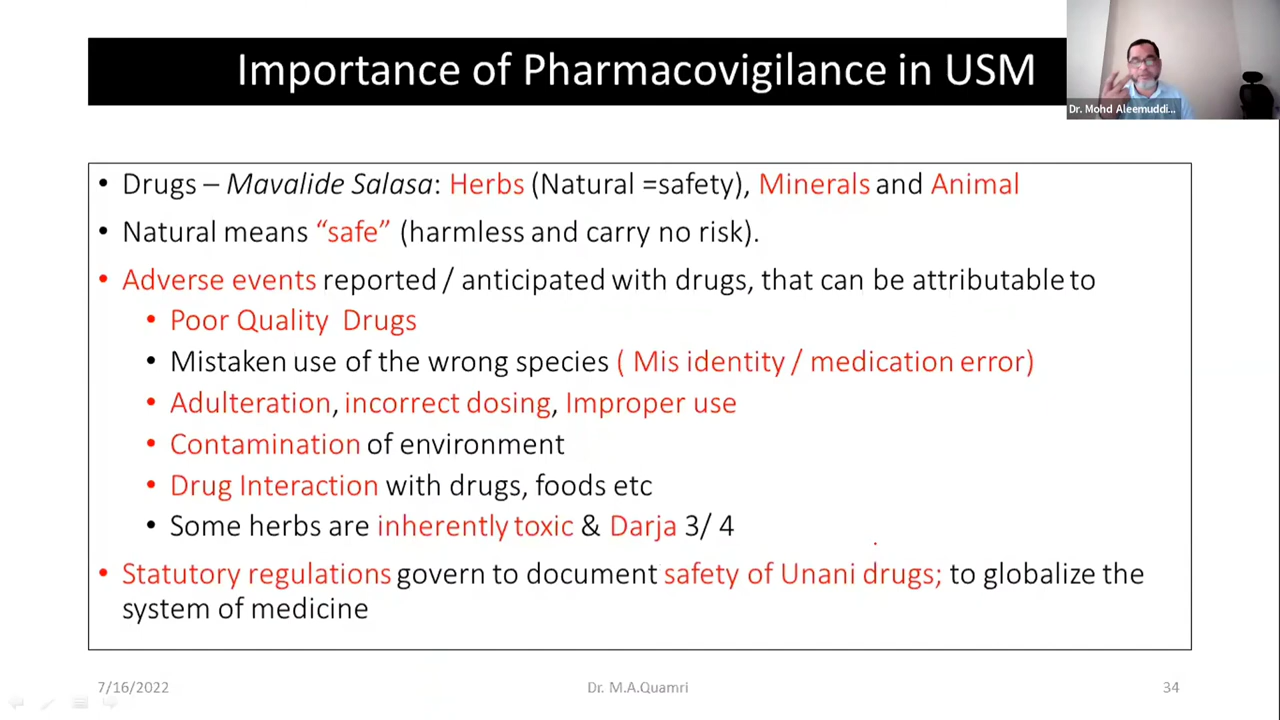 Importance of Pharmacovigilance in USM
Dr. Mohd Aleemuddi...
• Drugs – Mavalide Salasa: Herbs (Natural =safety), Minerals and Animal
• Natural means “safe” (harmless and carry no risk).
• Adverse events reported / anticipated with drugs, that can be attributable to
• Poor Quality Drugs
• Mistaken use of the wrong species ( Mis identity / medication error)
• Adulteration, incorrect dosing, Improper use
• Contamination of environment
• Drug Interaction with drugs, foods etc
• Some herbs are inherently toxic & Darja 3/ 4
• Statutory regulations govern to document safety of Unani drugs; to globalize the
system of medicine
7/16/2022
Dr. M.A.Quamri
34